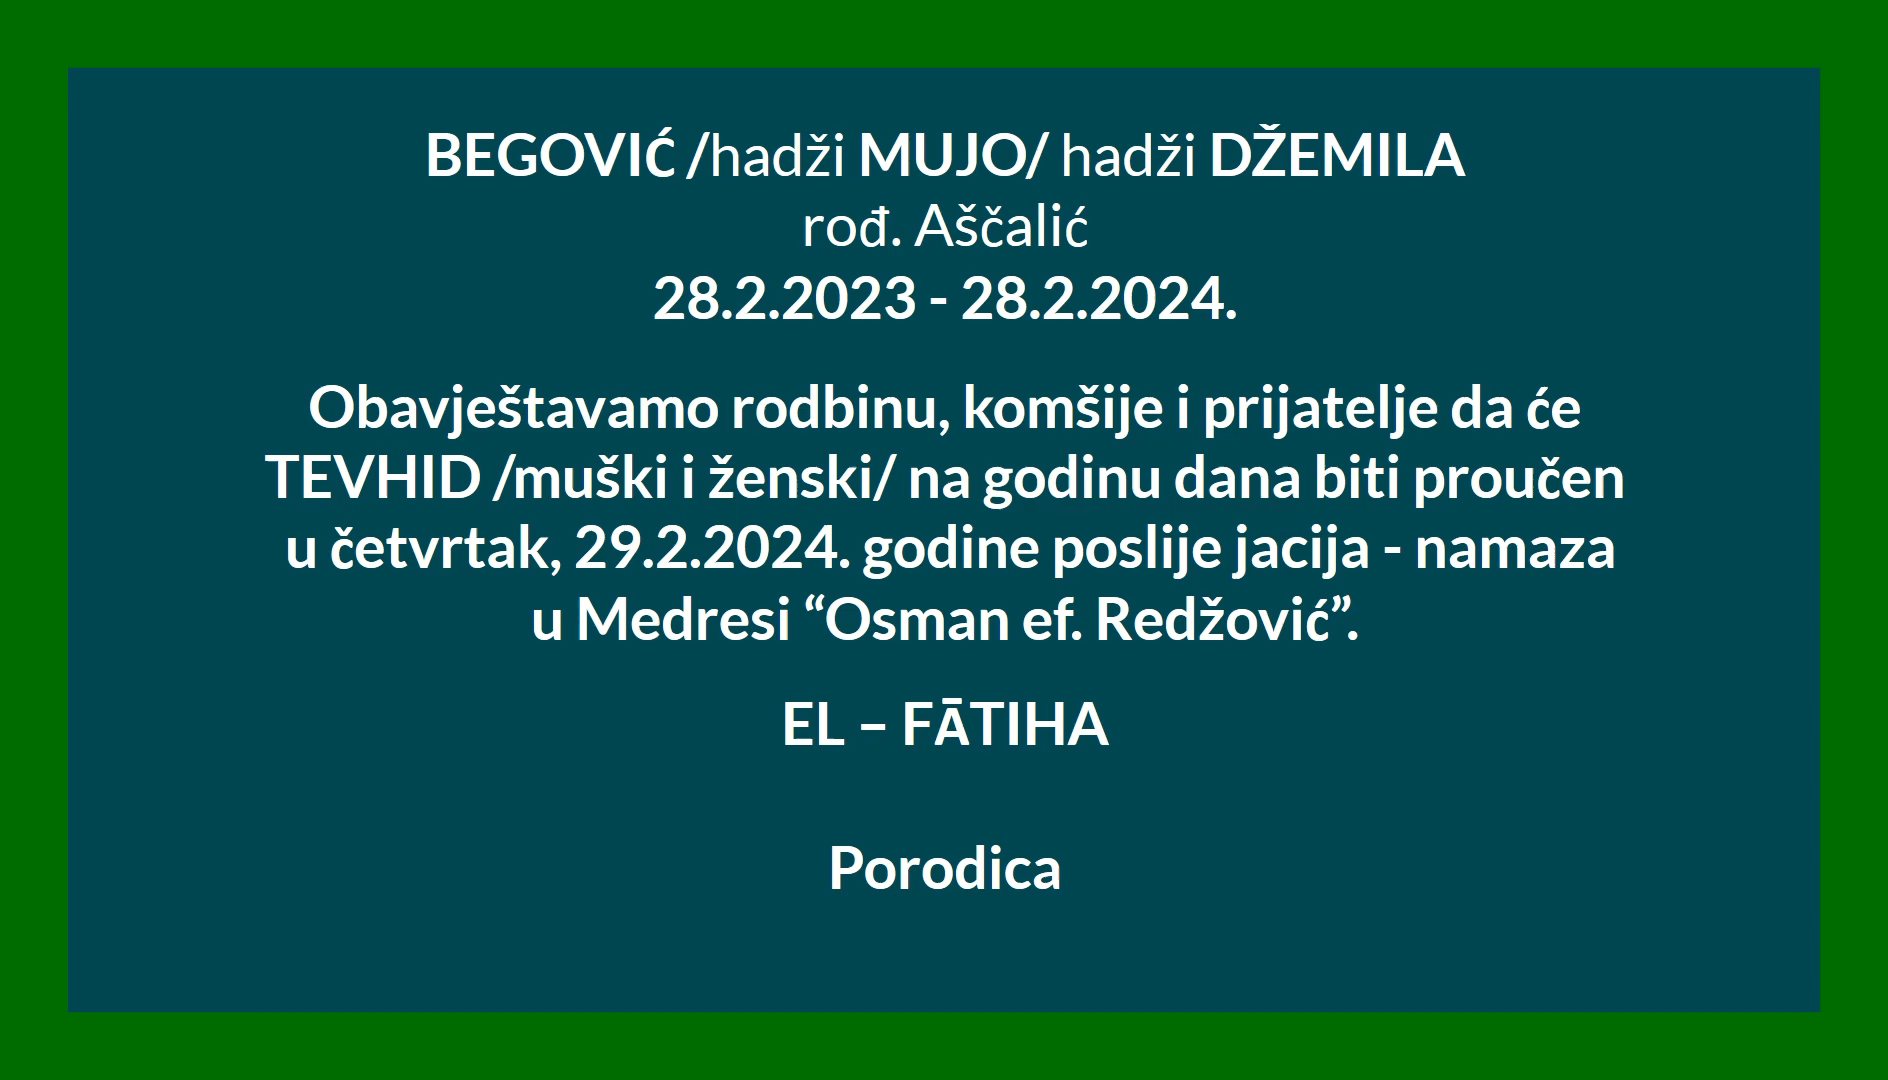 BEGOVIĆ /hadži MUJO/ hadži DŽEMILA
rođ. Aščalić
28.2.2023 - 28.2.2024.
Obavještavamo rodbinu, komšije i prijatelje da će
TEVHID /muški i ženski/ na godinu dana biti proučen
u četvrtak, 29.2.2024. godine poslije jacija - namaza
u Medresi “Osman ef. Redžović”.
EL – FĀTIHA
Porodica